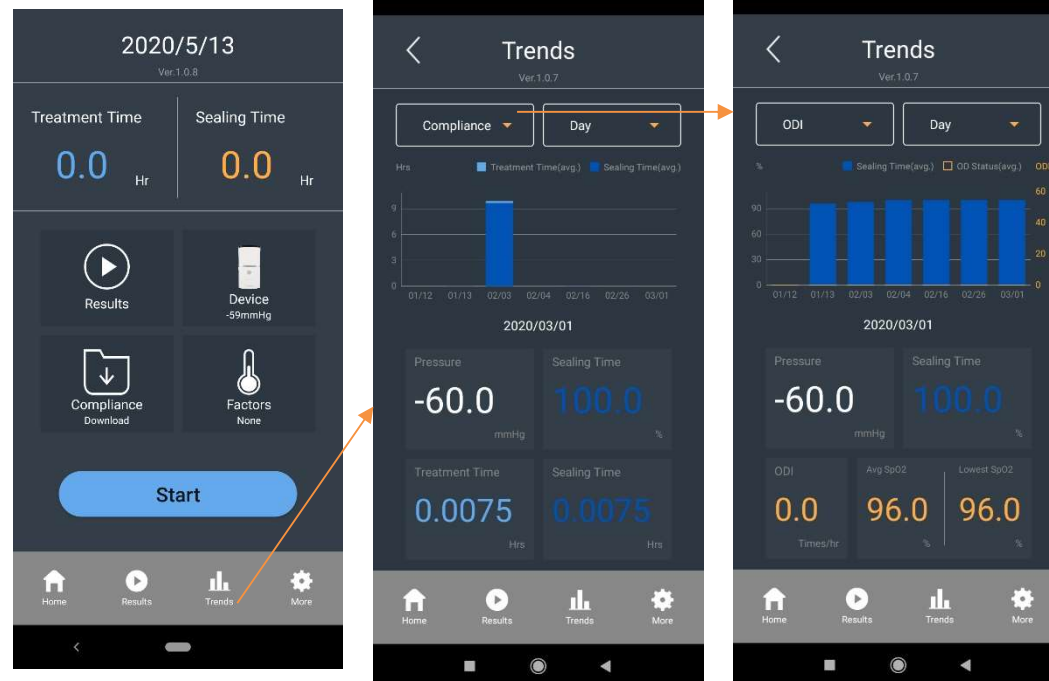 2020/5/13
Ver.1.0.8
Treatment Time
Sealing Time
0.0 Hr
0.0 Hr
Results
Device
-59mmHg
Compliance
Download
Factors
None
Start
Home
Results
Trends
More
Trends
Ver.1.0.7
Compliance
Day
Hrs
Treatment Time(avg.)
Sealing Time(avg.)
9
6
3
0
01/12 01/13 02/03 02/04 02/16 02/26 03/01
2020/03/01
Pressure
-60.0
mmHg
Sealing Time
100.0
%
Treatment Time
0.0075
Hrs
Sealing Time
0.0075
Hrs
Home
Results
Trends
More
Trends
Ver.1.0.7
ODI
Day
%
Sealing Time(avg.)
OD Status(avg.)
ODI
90
60
30
0
60
40
20
0
01/12 01/13 02/03 02/04 02/16 02/26 03/01
2020/03/01
Pressure
-60.0
mmHg
Sealing Time
100.0
%
ODI
0.0
Times/hr
Avg SpO2
96.0
%
Lowest SpO2
96.0
%
Home
Results
Trends
More